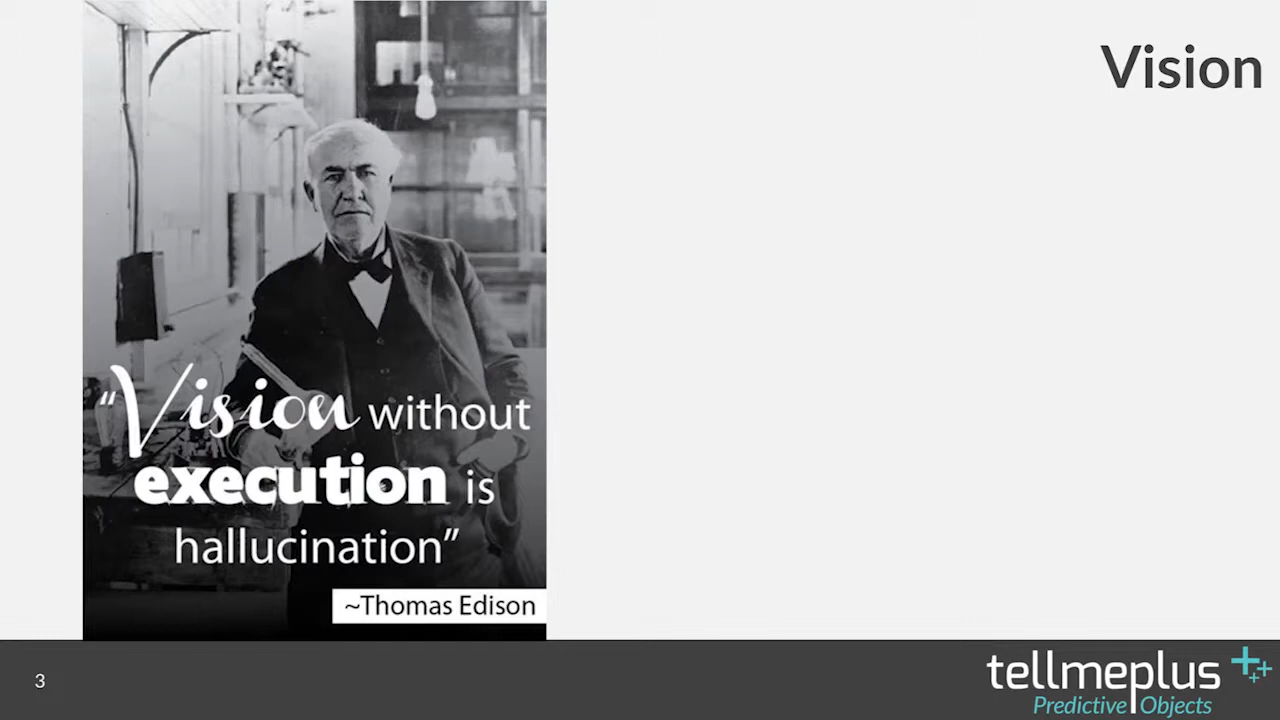 Vision
“Vision without
execution is
hallucination”
~Thomas Edison
3
tellmeplus
Predictive Objects